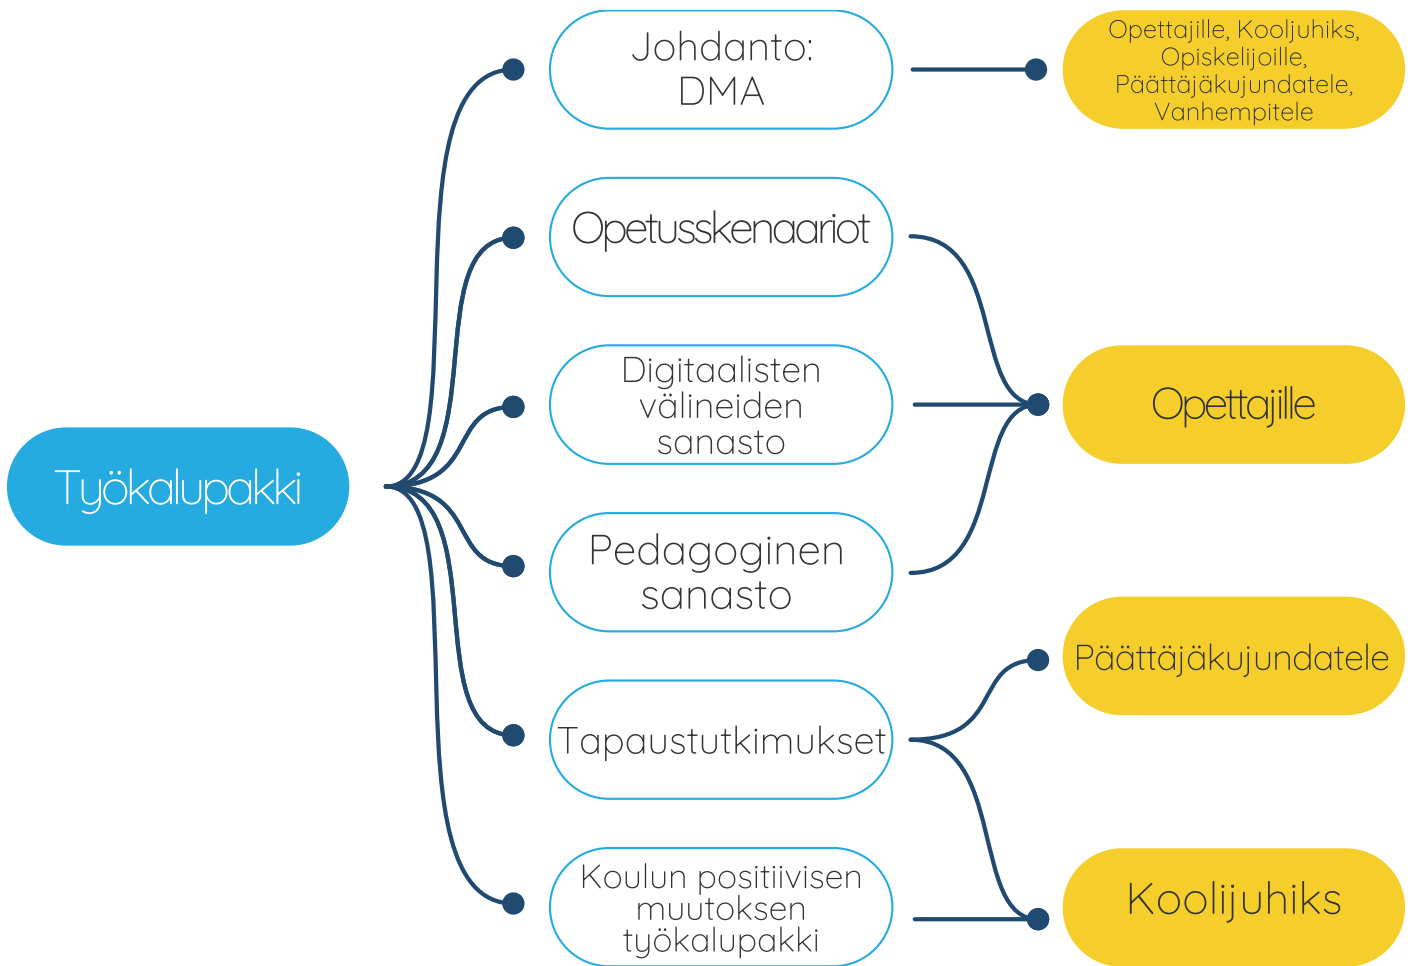 Työkalupakki
Johdanto:
DMA
Opetusskenaariot
Digitaalisten
välineiden
sanasto
Pedagoginen
sanasto
Tapaustutkimukset
Koulun positiivisen
muutoksen
työkalupakki
Opettajille, Kooljuhiks,
Opiskelijoille,
Päättäjäkujundatele,
Vanhempitele
Opettajille
Päättäjäkujundatele
Koolijuhiks